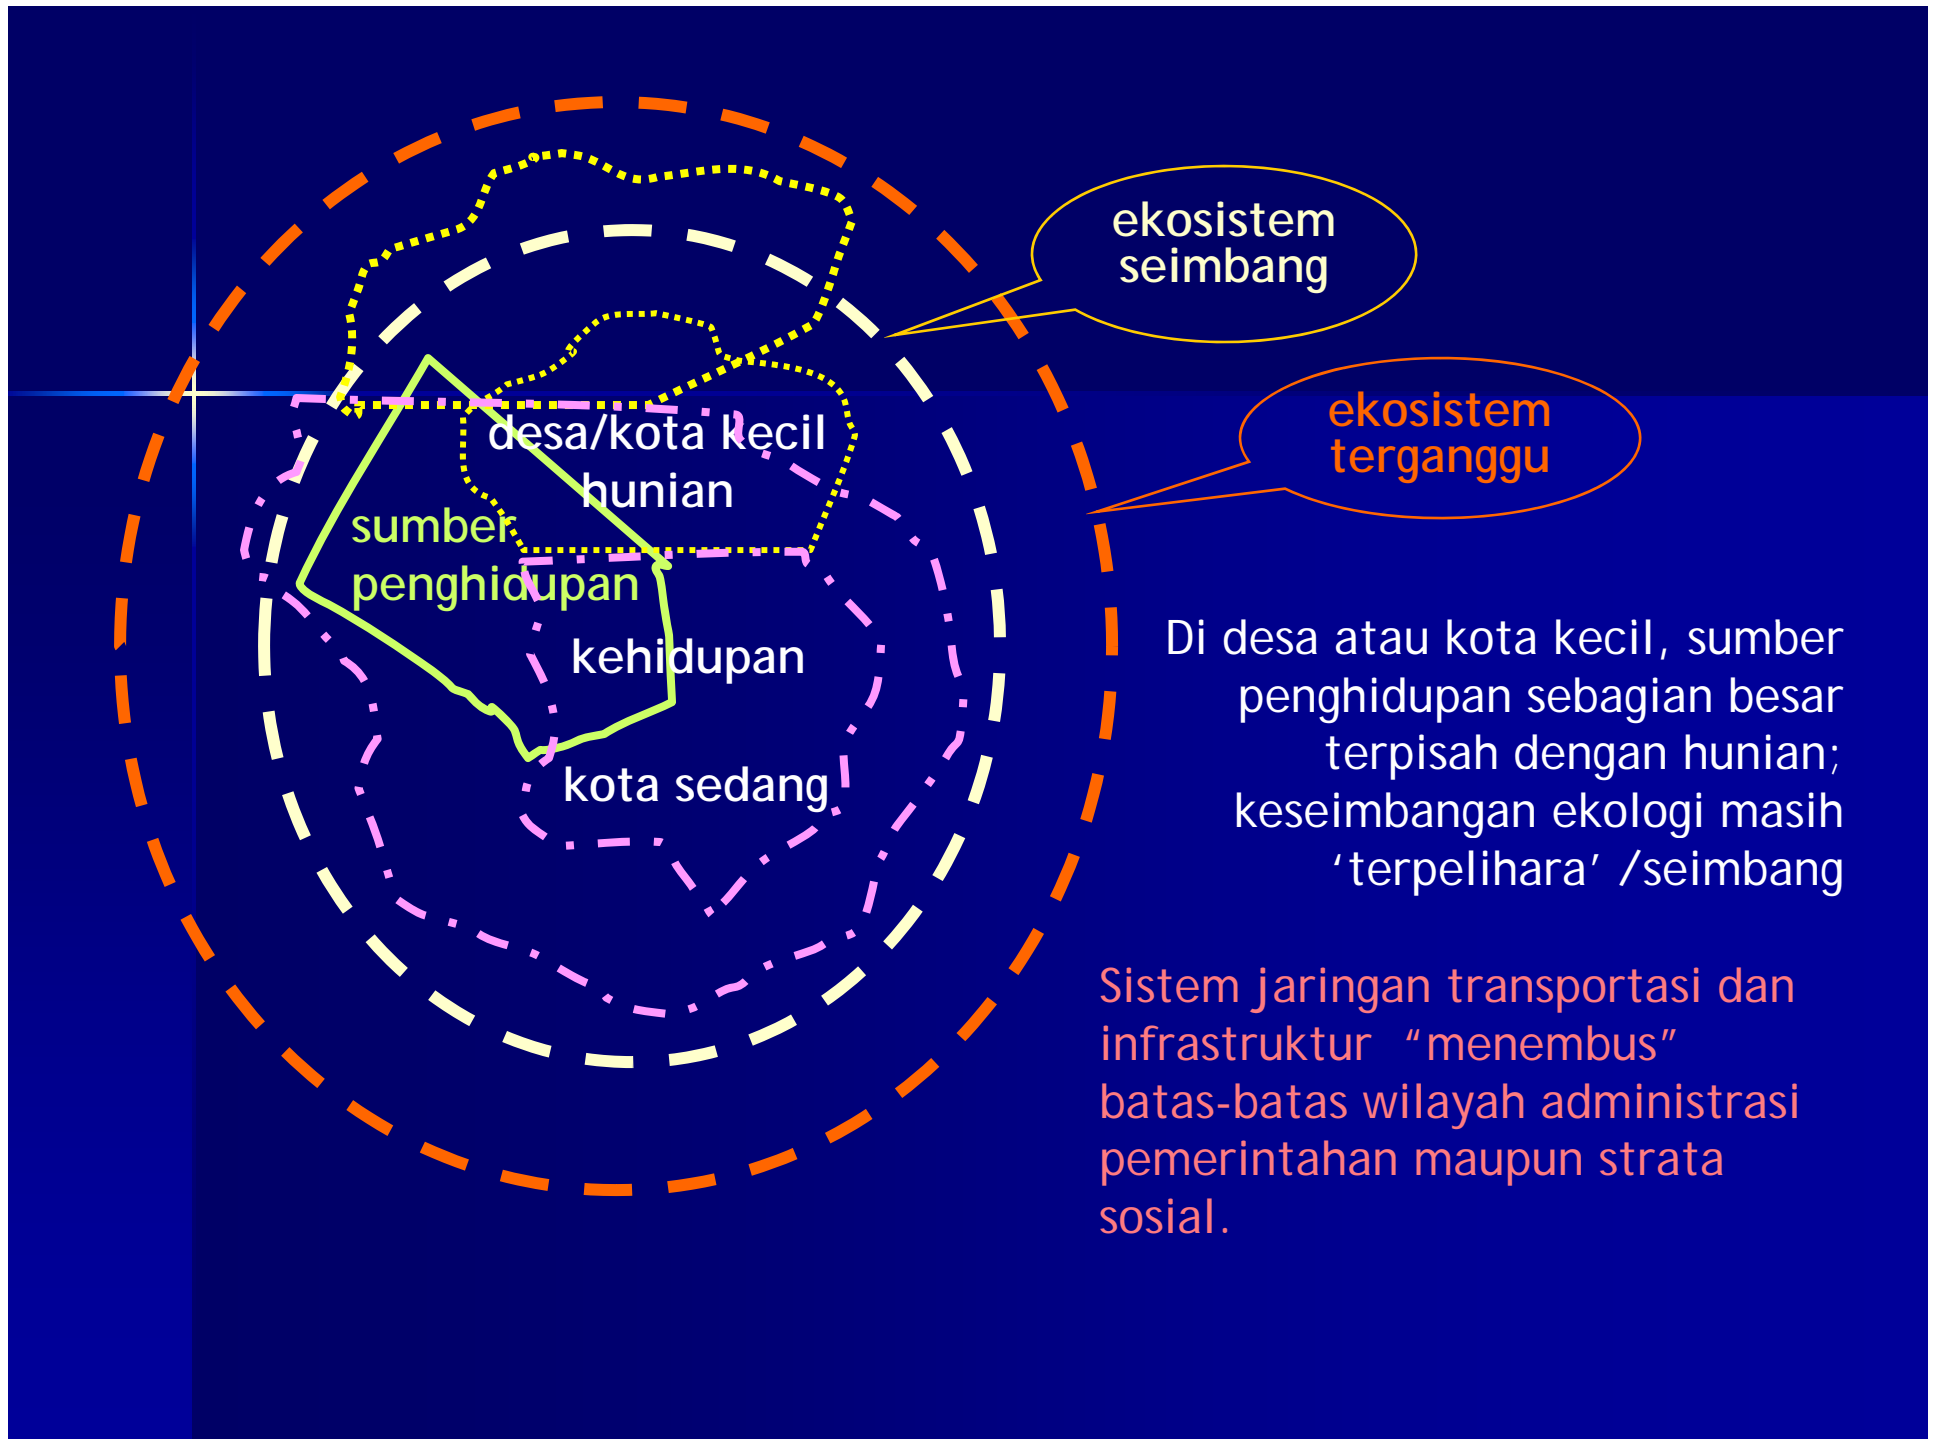 ekosistem
seimbang
ekosistem
terganggu
desa/kota kecil
hunian
sumber
penghidupan
kehidupan
kota sedang
Di desa atau kota kecil, sumber
penghidupan sebagian besar
terpisah dengan hunian;
keseimbangan ekologi masih
‘terpelihara’ /seimbang
Sistem jaringan transportasi dan
infrastruktur “menembus”
batas-batas wilayah administrasi
pemerintahan maupun strata
sosial.